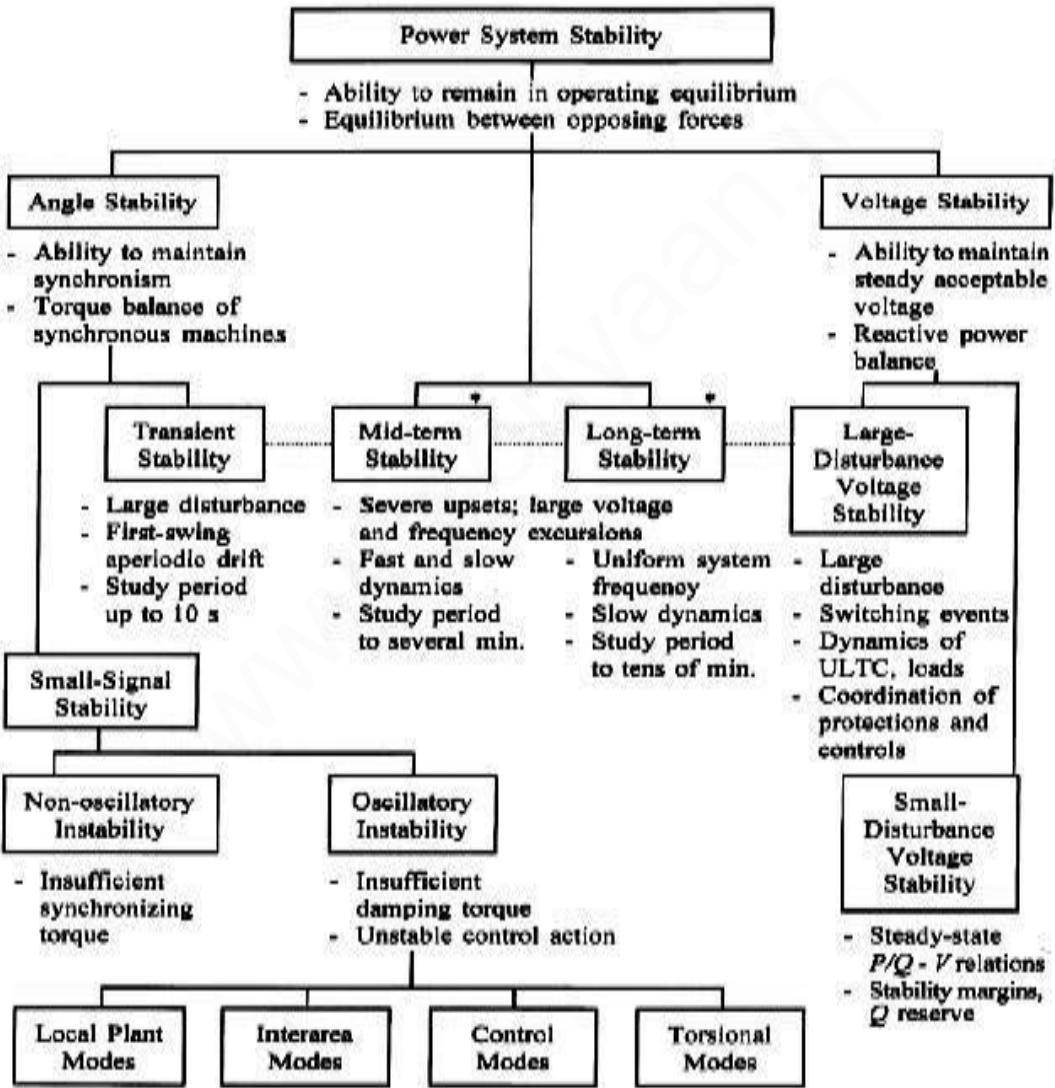 Power System Stability
- Ability to remain in operating equilibrium
- Equilibrium between opposing forces
Angle Stability
- Ability to maintain
synchronism
- Torque balance of
synchronous machines
Voltage Stability
- Ability to maintain
steady acceptable
voltage
- Reactive power
balance
Transient
Stability
- Large disturbance
- First-swing
aperiodic drift
- Study period
up to 10 s
*
Mid-term
Stability
*
Long-term
Stability
- Severe upsets; large voltage
and frequency excursions
- Fast and slow
dynamics
- Study period
to several min.
- Uniform system
frequency
- Slow dynamics
- Study period
to tens of min.
Large-
Disturbance
Voltage
Stability
- Large
disturbance
- Switching events
- Dynamics of
ULTC, loads
- Coordination of
protections and
controls
Small-Signal
Stability
Non-oscillatory
Instability
- Insufficient
synchronizing
torque
Oscillatory
Instability
- Insufficient
damping torque
- Unstable control action
Small-
Disturbance
Voltage
Stability
- Steady-state
P/Q - V relations
- Stability margins,
Q reserve
Local Plant
Modes
Interarea
Modes
Control
Modes
Torsional
Modes